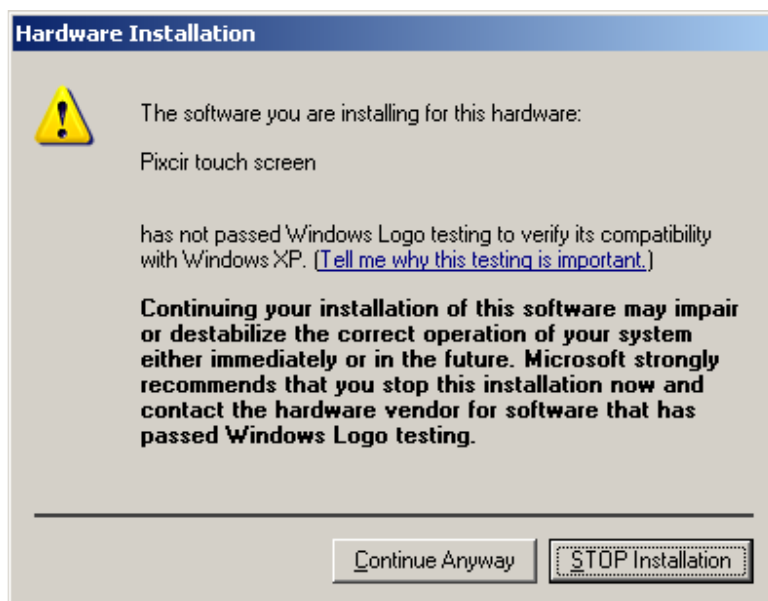 Hardware Installation
The software you are installing for this hardware:
Pixcir touch screen
has not passed Windows Logo testing to verify its compatibility
with Windows XP. (Tell me why this testing is important.)
Continuing your installation of this software may impair
or destabilize the correct operation of your system
either immediately or in the future. Microsoft strongly
recommends that you stop this installation now and
contact the hardware vendor for software that has
passed Windows Logo testing.
Continue Anyway STOP Installation